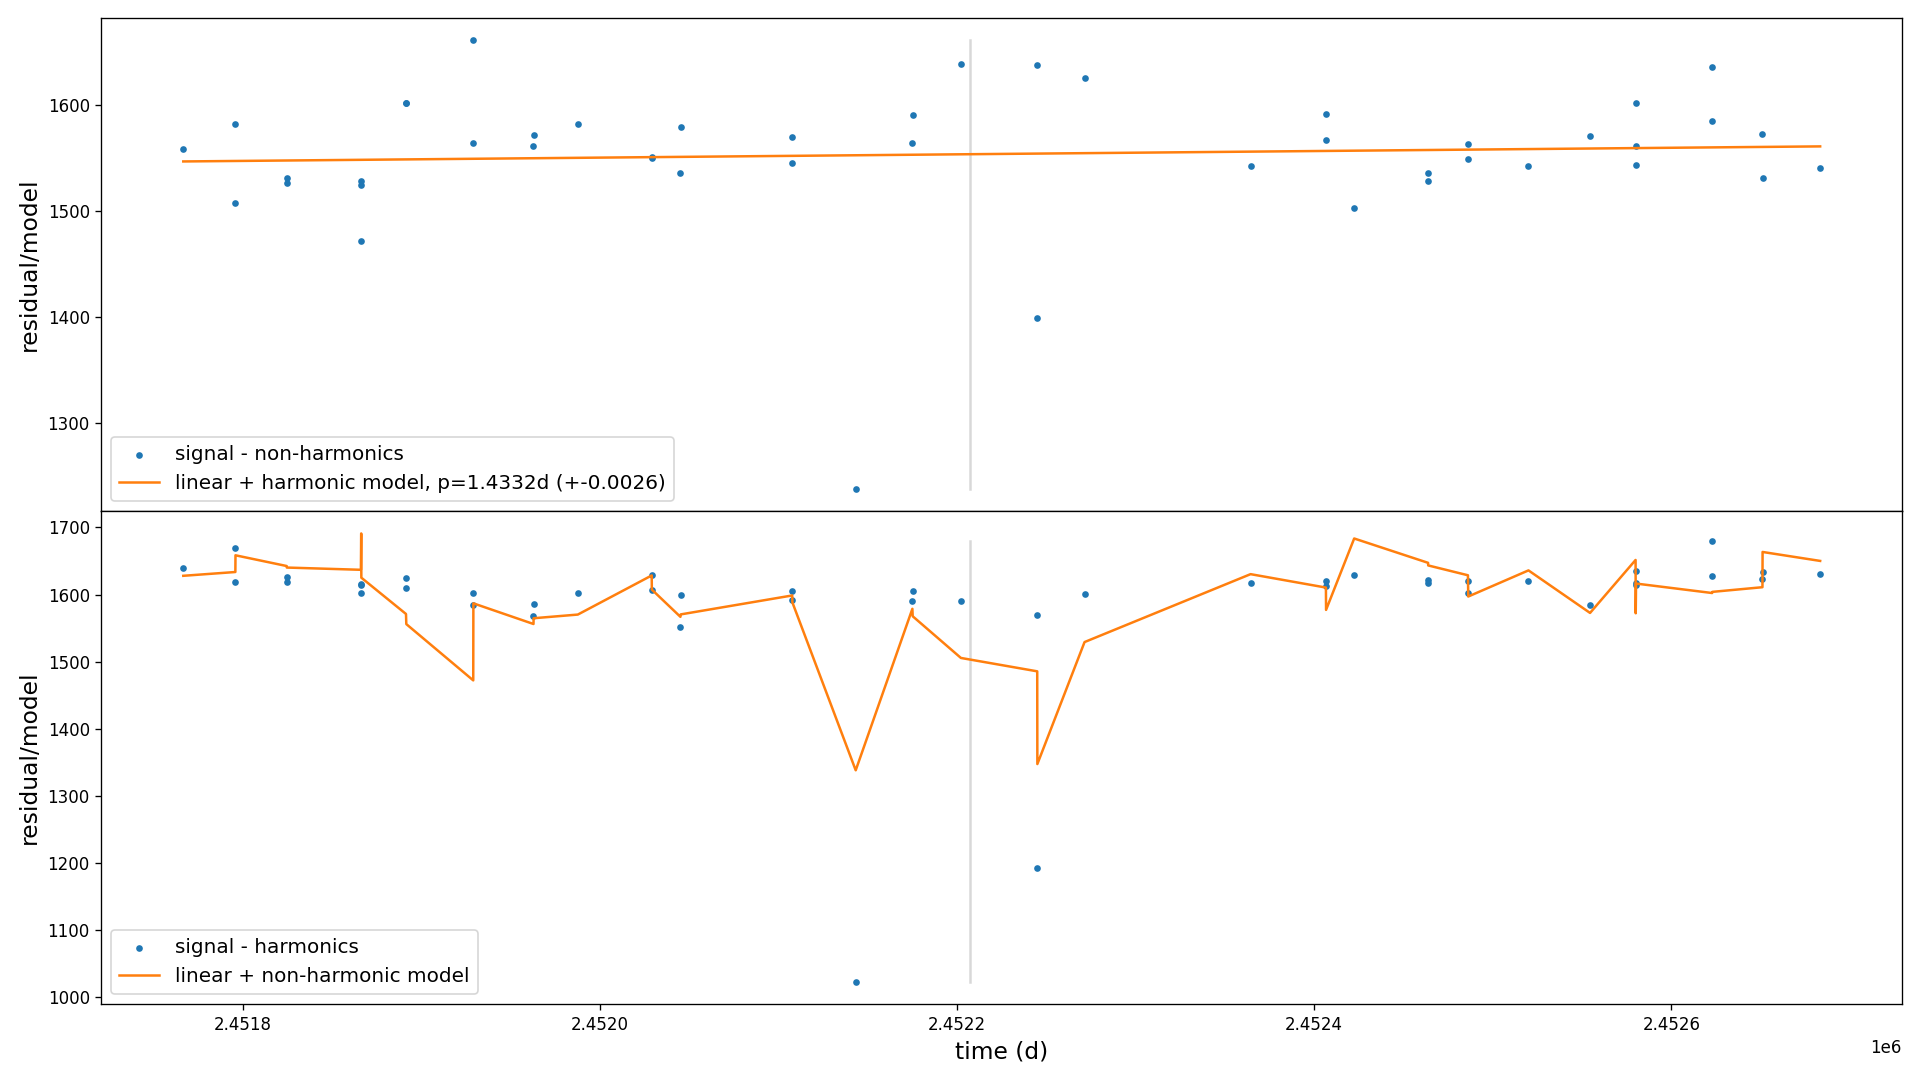 1600
1500
1400
1300
residual/model
signal - non-harmonics
linear + harmonic model, p=1.4332d (+-0.0026)
1700
1600
1500
1400
1300
1200
1100
1000
residual/model
signal - harmonics
linear + non-harmonic model
2.4518
2.4520
2.4522
2.4524
2.4526
1e6
time (d)